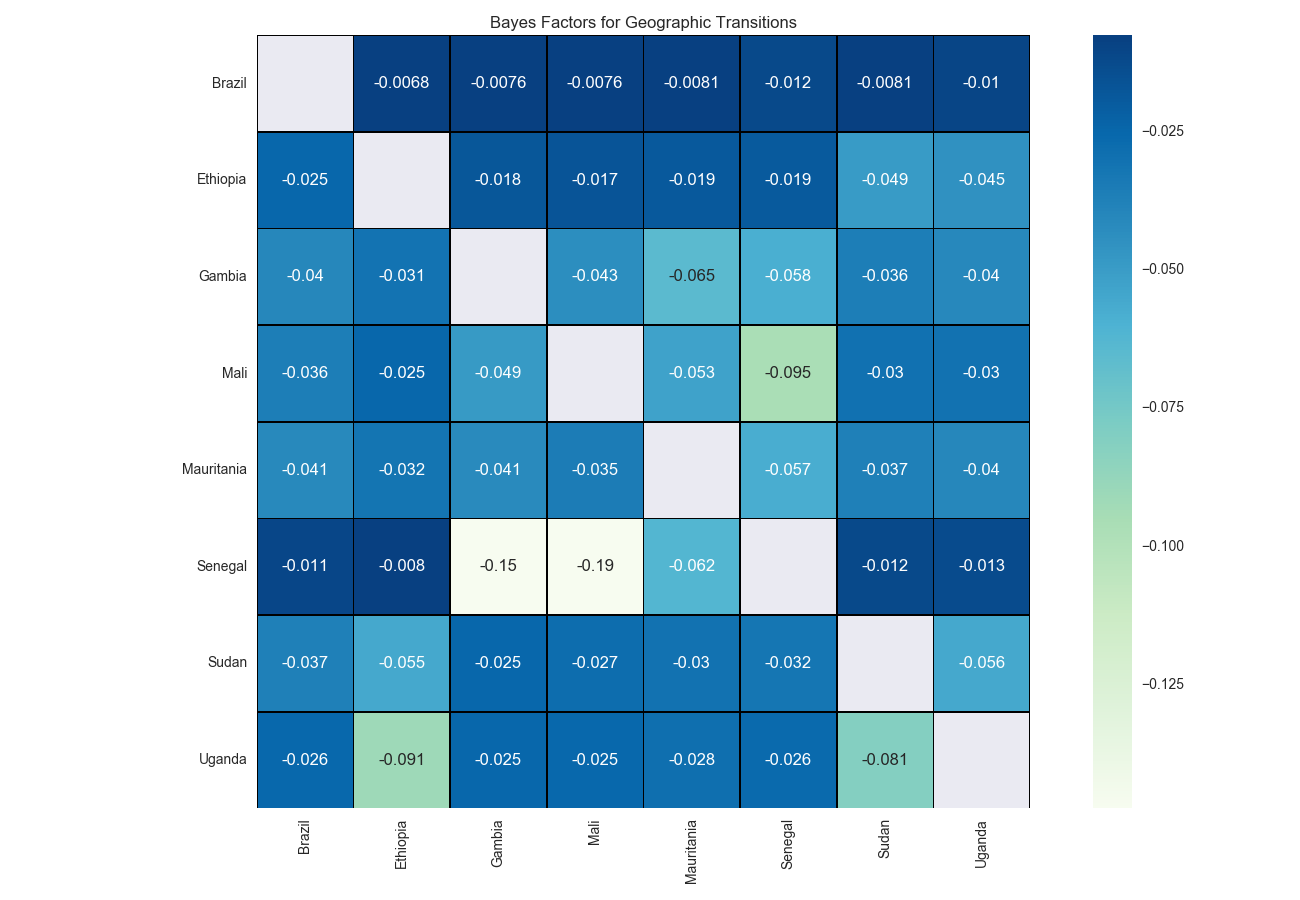 Bayes Factors for Geographic Transitions
Brazil -0.0068 -0.0076 -0.0076 -0.0081 -0.012 -0.0081 -0.01
Ethiopia -0.025 -0.018 -0.017 -0.019 -0.019 -0.049 -0.045
Gambia -0.04 -0.031 -0.043 -0.065 -0.058 -0.036 -0.04
Mali -0.036 -0.025 -0.049 -0.053 -0.095 -0.03 -0.03
Mauritania -0.041 -0.032 -0.041 -0.035 -0.057 -0.037 -0.04
Senegal -0.011 -0.008 -0.15 -0.19 -0.062 -0.012 -0.013
Sudan -0.037 -0.055 -0.025 -0.027 -0.03 -0.032 -0.056
Uganda -0.026 -0.091 -0.025 -0.025 -0.028 -0.026 -0.081
Brazil Ethiopia Gambia Mali Mauritania Senegal Sudan Uganda
−0.025
−0.050
−0.075
−0.100
−0.125